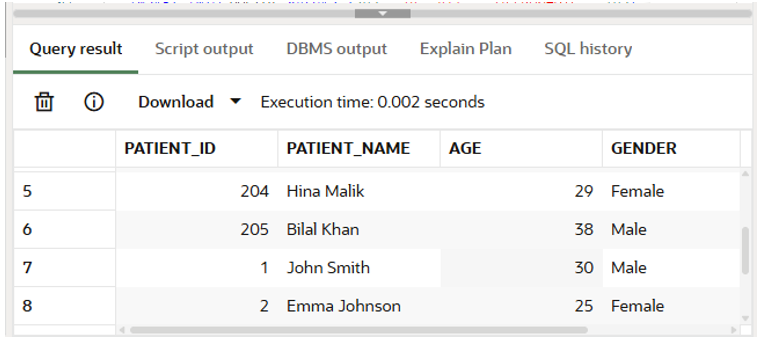 Query result Script output DBMS output Explain Plan SQL history
Download Execution time: 0.002 seconds
PATIENT_ID PATIENT_NAME AGE GENDER
5 204 Hina Malik 29 Female
6 205 Bilal Khan 38 Male
7 1 John Smith 30 Male
8 2 Emma Johnson 25 Female